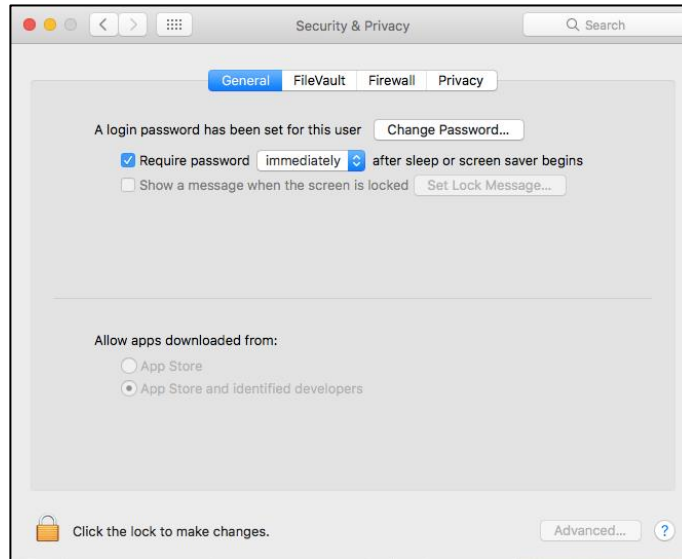 Security & Privacy
Search
General FileVault Firewall Privacy
A login password has been set for this user Change Password...
Require password immediately after sleep or screen saver begins
Show a message when the screen is locked Set Lock Message...
Allow apps downloaded from:
App Store
App Store and identified developers
Click the lock to make changes.
Advanced... ?